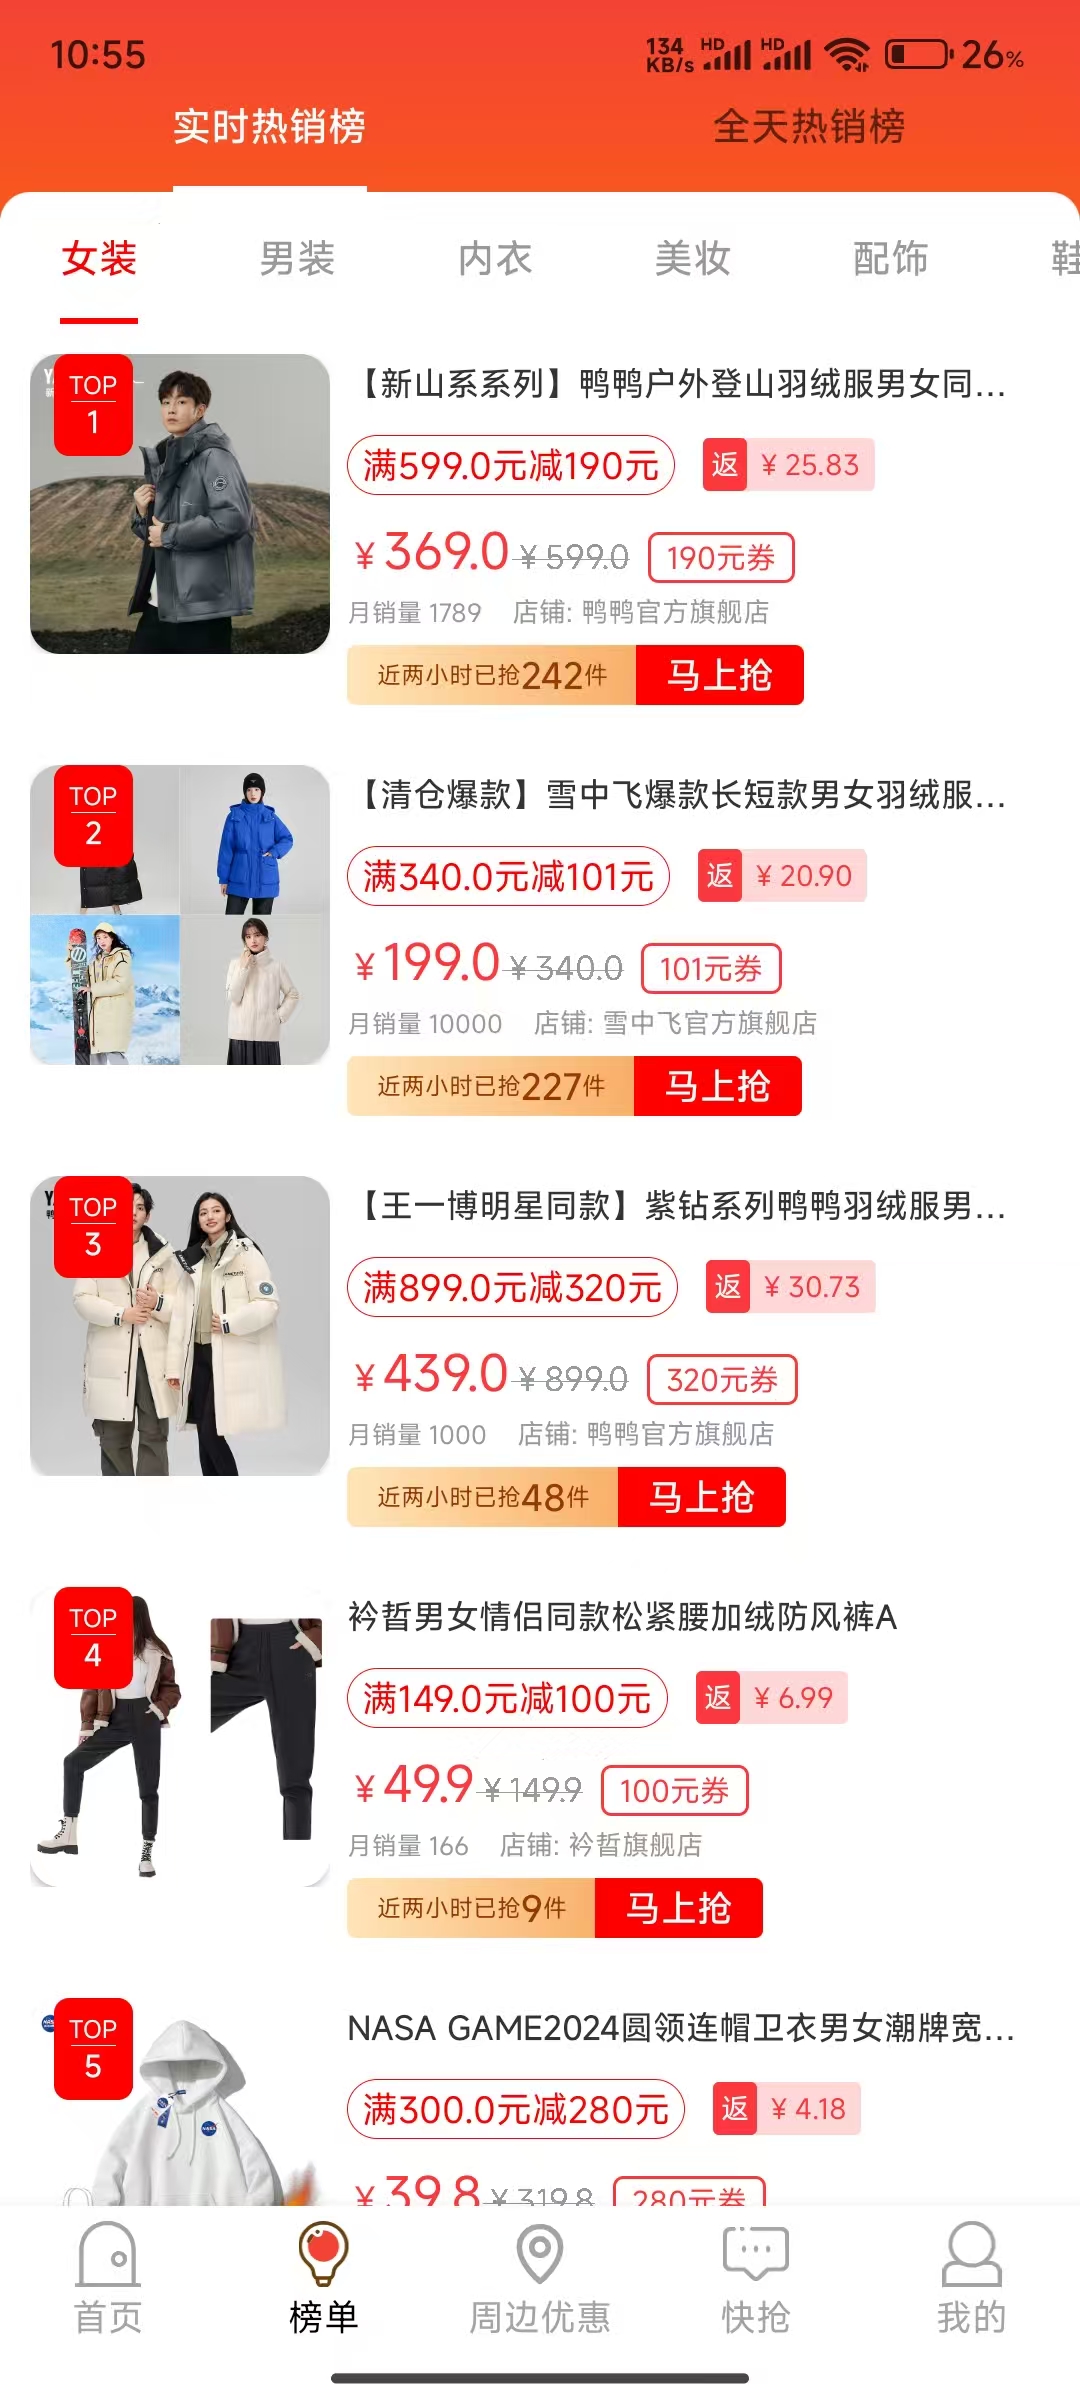 10:55
134 KB/s HD HD 26%
实时热销榜 全天热销榜
女装 男装 内衣 美妆 配饰 鞋
TOP 1
【新山系系列】鸭鸭户外登山羽绒服男女同...
满599.0元减190元 返 ¥ 25.83
¥ 369.0 ¥ 599.0 190元券
月销量 1789 店铺: 鸭鸭官方旗舰店
近两小时已抢242件 马上抢
TOP 2
【清仓爆款】雪中飞爆款长短款男女羽绒服...
满340.0元减101元 返 ¥ 20.90
¥ 199.0 ¥ 340.0 101元券
月销量 10000 店铺: 雪中飞官方旗舰店
近两小时已抢227件 马上抢
TOP 3
【王一博明星同款】紫钻系列鸭鸭羽绒服男...
满899.0元减320元 返 ¥ 30.73
¥ 439.0 ¥ 899.0 320元券
月销量 1000 店铺: 鸭鸭官方旗舰店
近两小时已抢48件 马上抢
TOP 4
衿晢男女情侣同款松紧腰加绒防风裤A
满149.0元减100元 返 ¥ 6.99
¥ 49.9 ¥ 149.9 100元券
月销量 166 店铺: 衿晢旗舰店
近两小时已抢9件 马上抢
TOP 5
NASA GAME2024圆领连帽卫衣男女潮牌宽...
满300.0元减280元 返 ¥ 4.18
¥ 39.8 ¥ 319.8 280元券
首页 榜单 周边优惠 快抢 我的